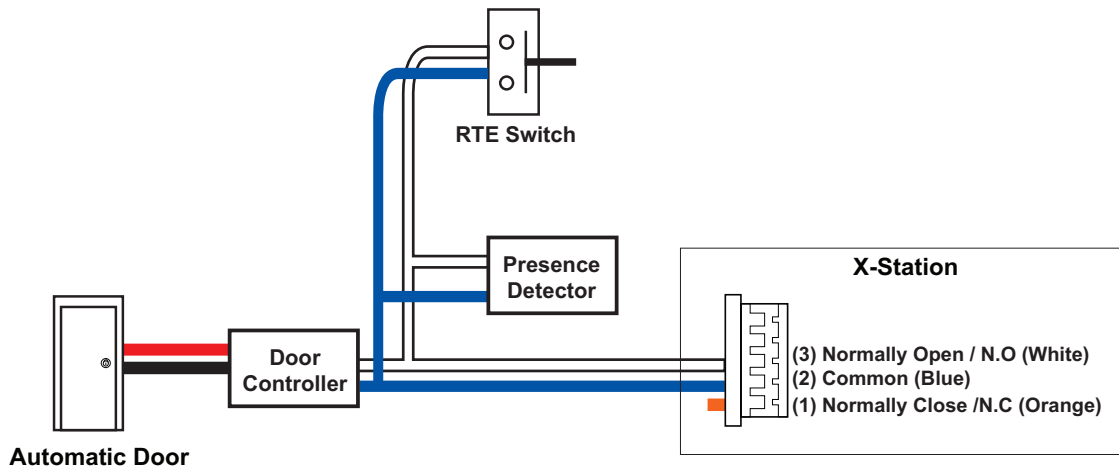 RTE Switch
Presence
Detector
X-Station
Door
Controller
(3) Normally Open / N.O (White)
(2) Common (Blue)
(1) Normally Close /N.C (Orange)
Automatic Door